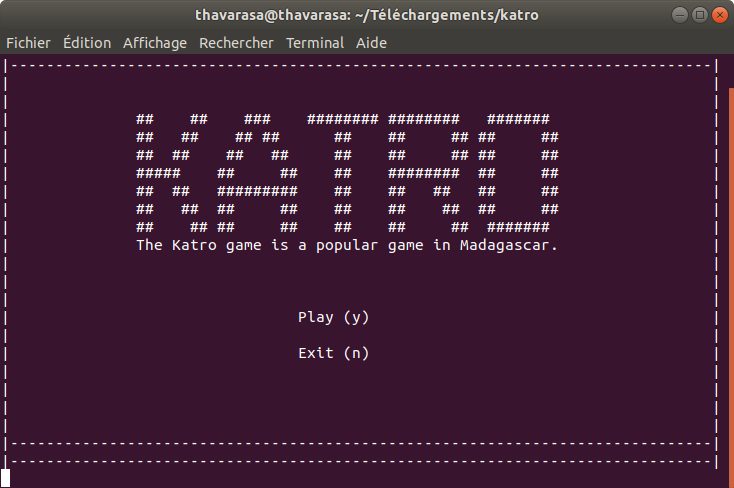 thavarasa@thavarasa: ~/Téléchargements/katro
Fichier Édition Affichage Rechercher Terminal Aide
KATRO
The Katro game is a popular game in Madagascar.
Play (y)
Exit (n)